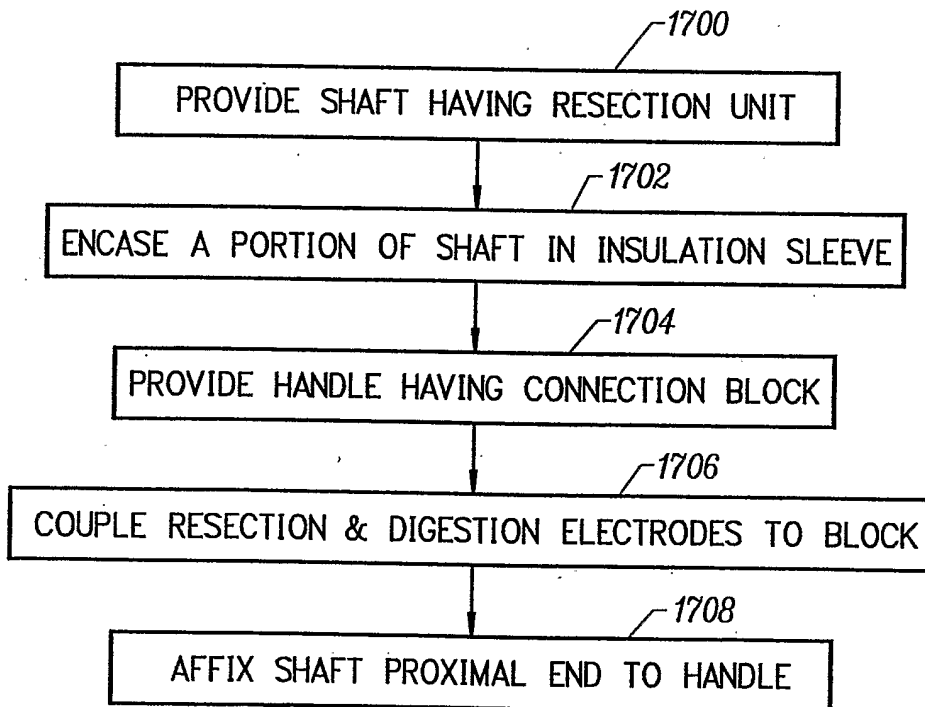 1700
PROVIDE SHAFT HAVING RESECTION UNIT
1702
ENCASE A PORTION OF SHAFT IN INSULATION SLEEVE
1704
PROVIDE HANDLE HAVING CONNECTION BLOCK
1706
COUPLE RESECTION & DIGESTION ELECTRODES TO BLOCK
1708
AFFIX SHAFT PROXIMAL END TO HANDLE